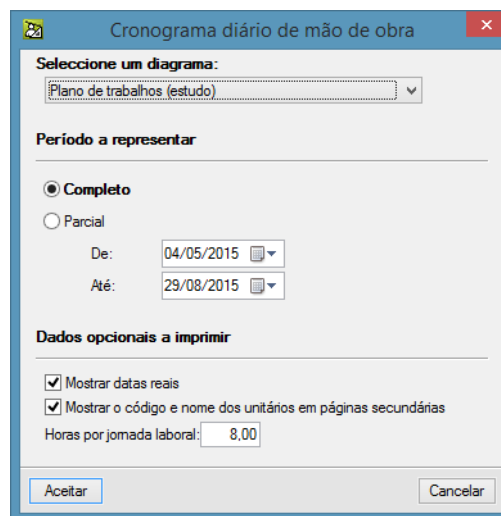 Cronograma diário de mão de obra
Seleccione um diagrama:
Plano de trabalhos (estudo)
Período a representar
Completo
Parcial
De: 04/05/2015
Até: 29/08/2015
Dados opcionais a imprimir
Mostrar datas reais
Mostrar o código e nome dos unitários em páginas secundárias
Horas por jornada laboral: 8,00
Aceitar Cancelar